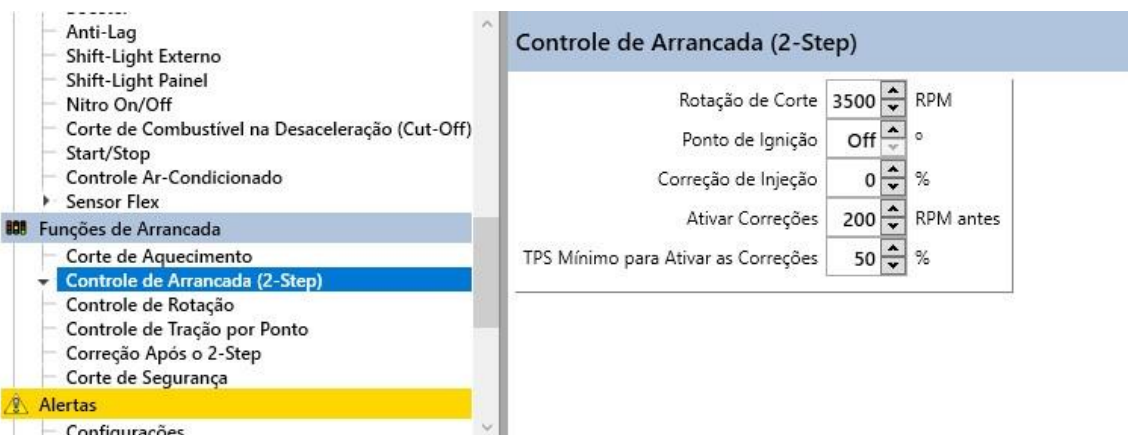 Anti-Lag
Shift-Light Externo
Shift-Light Painel
Nitro On/Off
Corte de Combustível na Desaceleração (Cut-Off)
Start/Stop
Controle Ar-Condicionado
Sensor Flex
Funções de Arrancada
Corte de Aquecimento
Controle de Arrancada (2-Step)
Controle de Rotação
Controle de Tração por Ponto
Correção Após o 2-Step
Corte de Segurança
Alertas
Configurações
Controle de Arrancada (2-Step)
Rotação de Corte 3500 RPM
Ponto de Ignição Off °
Correção de Injeção 0 %
Ativar Correções 200 RPM antes
TPS Mínimo para Ativar as Correções 50 %